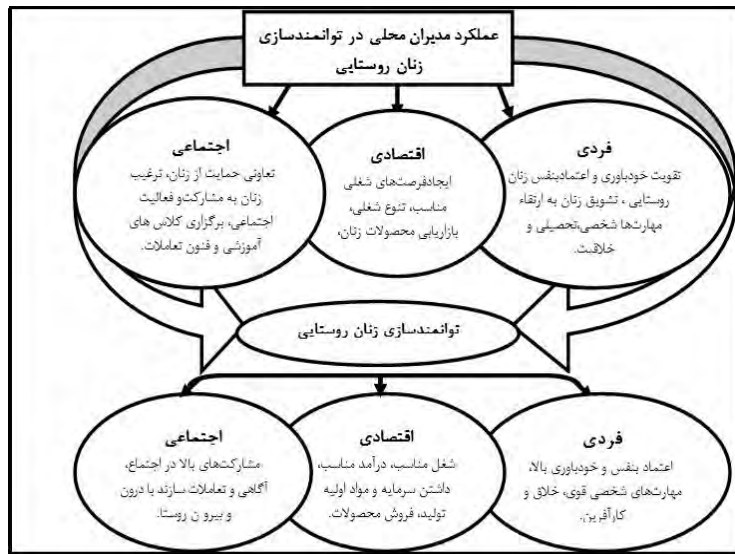 عملکرد مدیران محلی در توانمندسازی
زنان روستایی
فردی
تقویت خودباوری و اعتمادبنفس زنان
روستایی ، تشویق زنان به ارتقاء
مهارت‌ها شخصی،تحصیلی و
خلاقیت.
اقتصادی
ایجادفرصت‌های شغلی
مناسب، تنوع شغلی،
بازاریابی محصولات زنان،
اجتماعی
تعاونی حمایت از زنان، ترغیب
زنان به مشارکت‌و فعالیت
اجتماعی، برگزاری کلاس های
آموزشی و فنون تعاملات.
توانمندسازی زنان روستایی
فردی
اعتماد بنفس و خودباوری بالا،
مهارت‌های شخصی قوی، خلاق و
کارآفرین.
اقتصادی
شغل مناسب، درآمد مناسب،
داشتن سرمایه و مواد اولیه
تولید، فروش محصولات.
اجتماعی
مشارکت‌های بالا در اجتماع،
آگاهی و تعاملات سازند با درون
و بیرو ن روستا.